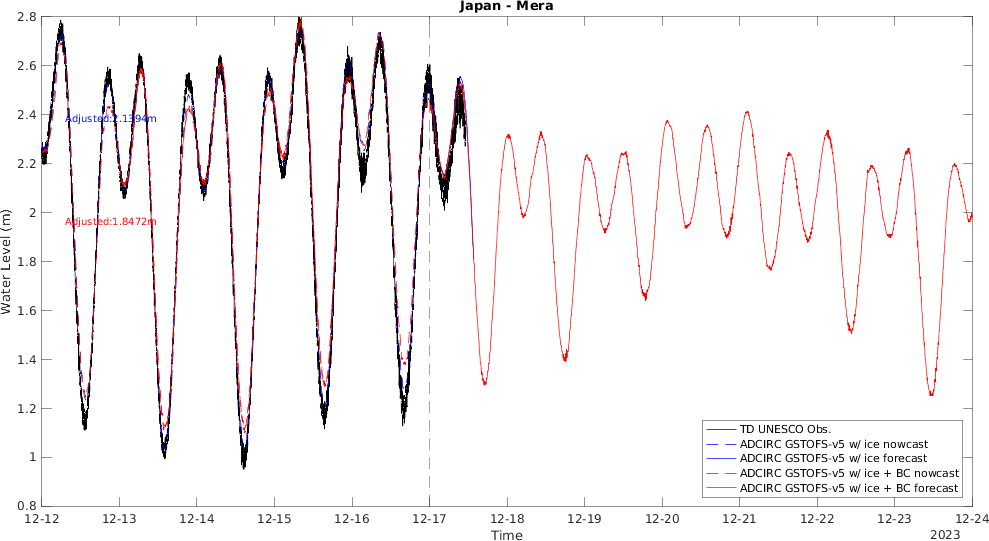 Japan - Mera
2.8
2.6
2.4
2.2
2
1.8
1.6
1.4
1.2
1
0.8
Water Level (m)
Adjusted:2.1394m
Adjusted:1.8472m
TD UNESCO Obs.
ADCIRC GSTOFS-v5 w/ ice nowcast
ADCIRC GSTOFS-v5 w/ ice forecast
ADCIRC GSTOFS-v5 w/ ice + BC nowcast
ADCIRC GSTOFS-v5 w/ ice + BC forecast
12-12 12-13 12-14 12-15 12-16 12-17 12-18 12-19 12-20 12-21 12-22 12-23 12-24
Time
2023